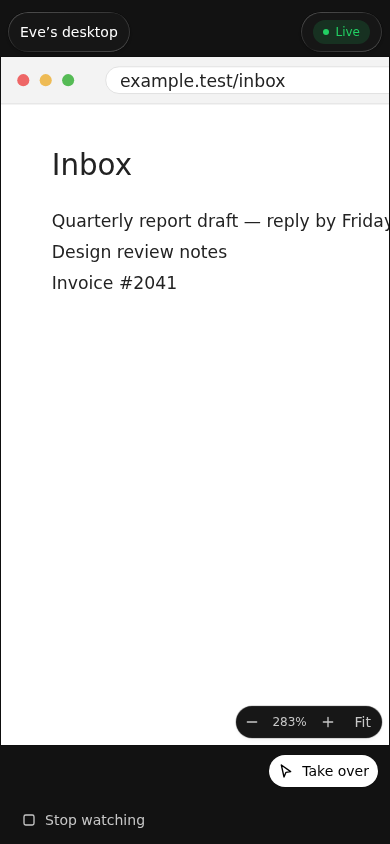 Eve’s desktop
Live
example.test/inbox
Inbox
Quarterly report draft — reply by Friday
Design review notes
Invoice #2041
283%
Fit
Take over
Stop watching